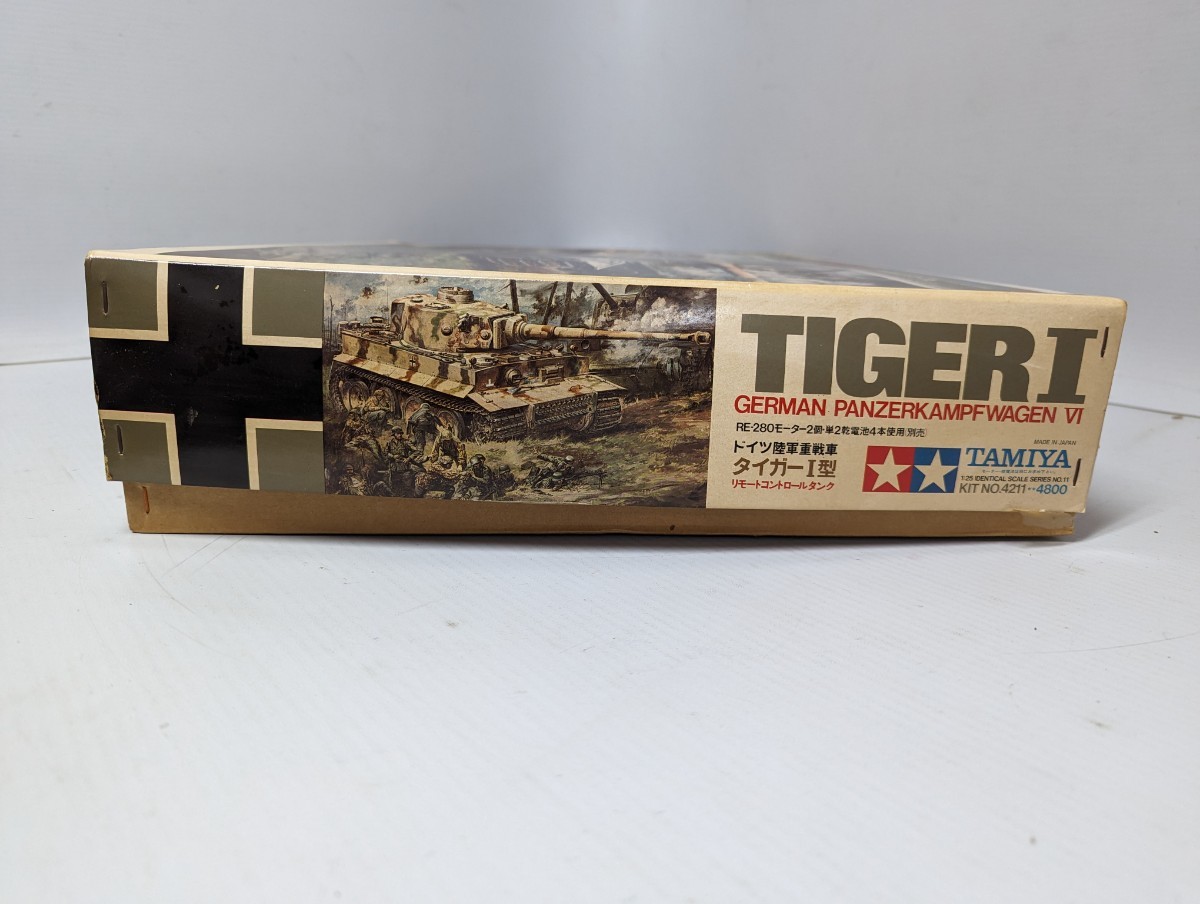 TIGER I
GERMAN PANZERKAMPFWAGEN VI
RE-280モーター2個・単2乾電池4本使用(別売)
ドイツ陸軍重戦車
タイガーI型
リモートコントロールタンク
MADE IN JAPAN
TAMIYA
1/25 IDENTICAL SCALE SERIES NO.11
KIT NO.4211 4800